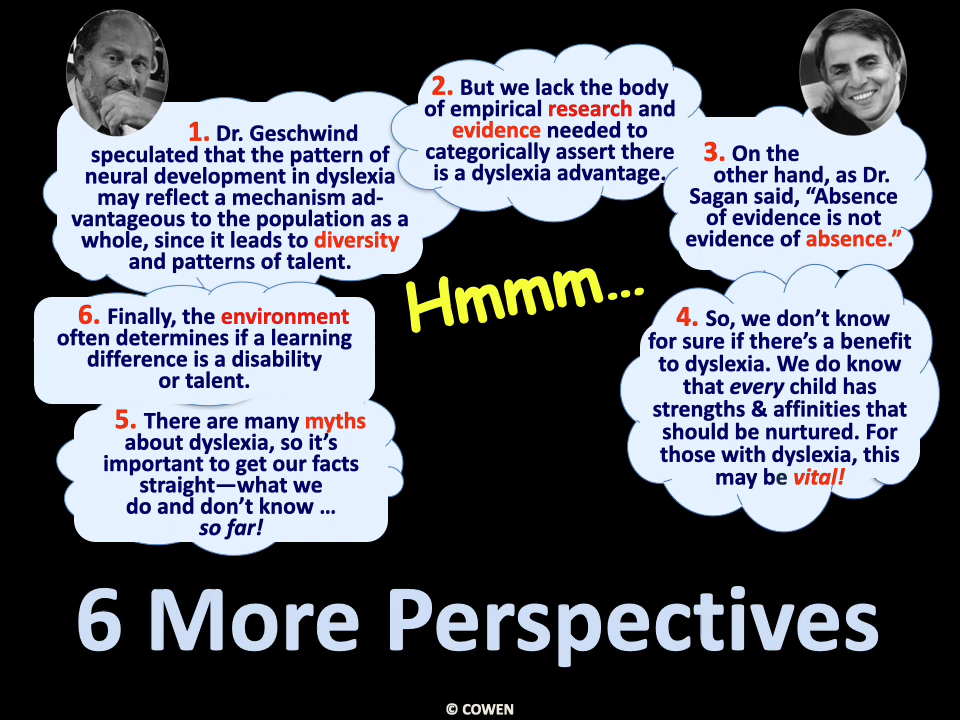 1. Dr. Geschwind
speculated that the pattern of
neural development in dyslexia
may reflect a mechanism ad-
vantageous to the population as a
whole, since it leads to diversity
and patterns of talent.
2. But we lack the body
of empirical research and
evidence needed to
categorically assert there
is a dyslexia advantage.
3. On the
other hand, as Dr.
Sagan said, “Absence
of evidence is not
evidence of absence.”
Hmmm...
4. So, we don’t know
for sure if there’s a benefit
to dyslexia. We do know
that every child has
strengths & affinities that
should be nurtured. For
those with dyslexia, this
may be vital!
5. There are many myths
about dyslexia, so it’s
important to get our facts
straight—what we
do and don’t know ...
so far!
6. Finally, the environment
often determines if a learning
difference is a disability
or talent.
6 More Perspectives
© COWEN